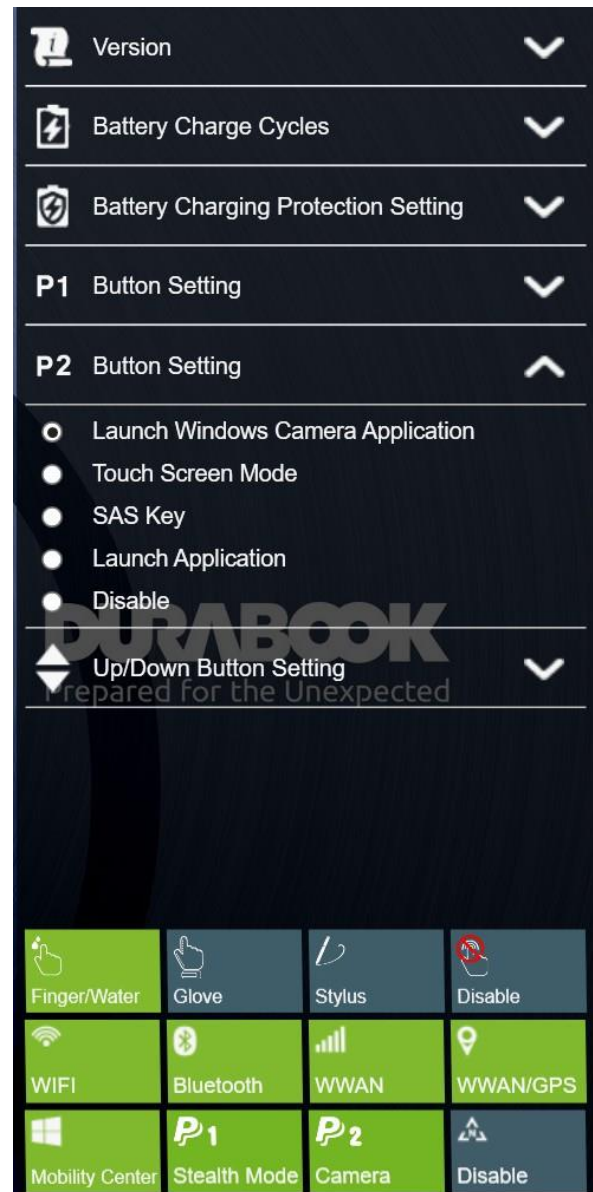 Version
Battery Charge Cycles
Battery Charging Protection Setting
P1 Button Setting
P2 Button Setting
Launch Windows Camera Application
Touch Screen Mode
SAS Key
Launch Application
Disable
DURABOOK
Up/Down Button Setting
Prepared for the Unexpected
Finger/Water Glove Stylus Disable
WIFI Bluetooth WWAN WWAN/GPS
P1 P2 N
Mobility Center Stealth Mode Camera Disable